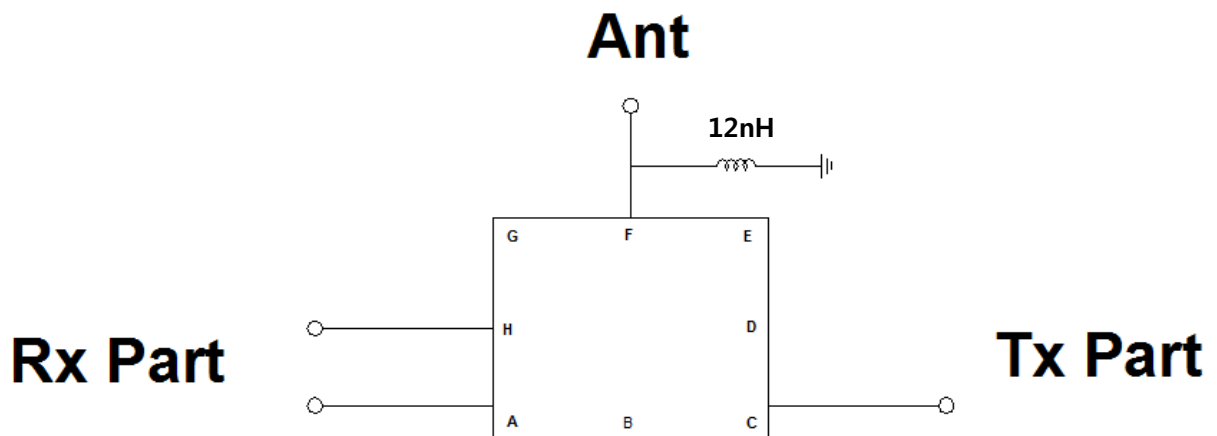 Ant
12nH
G F E
H D
Rx Part
Tx Part
A B C